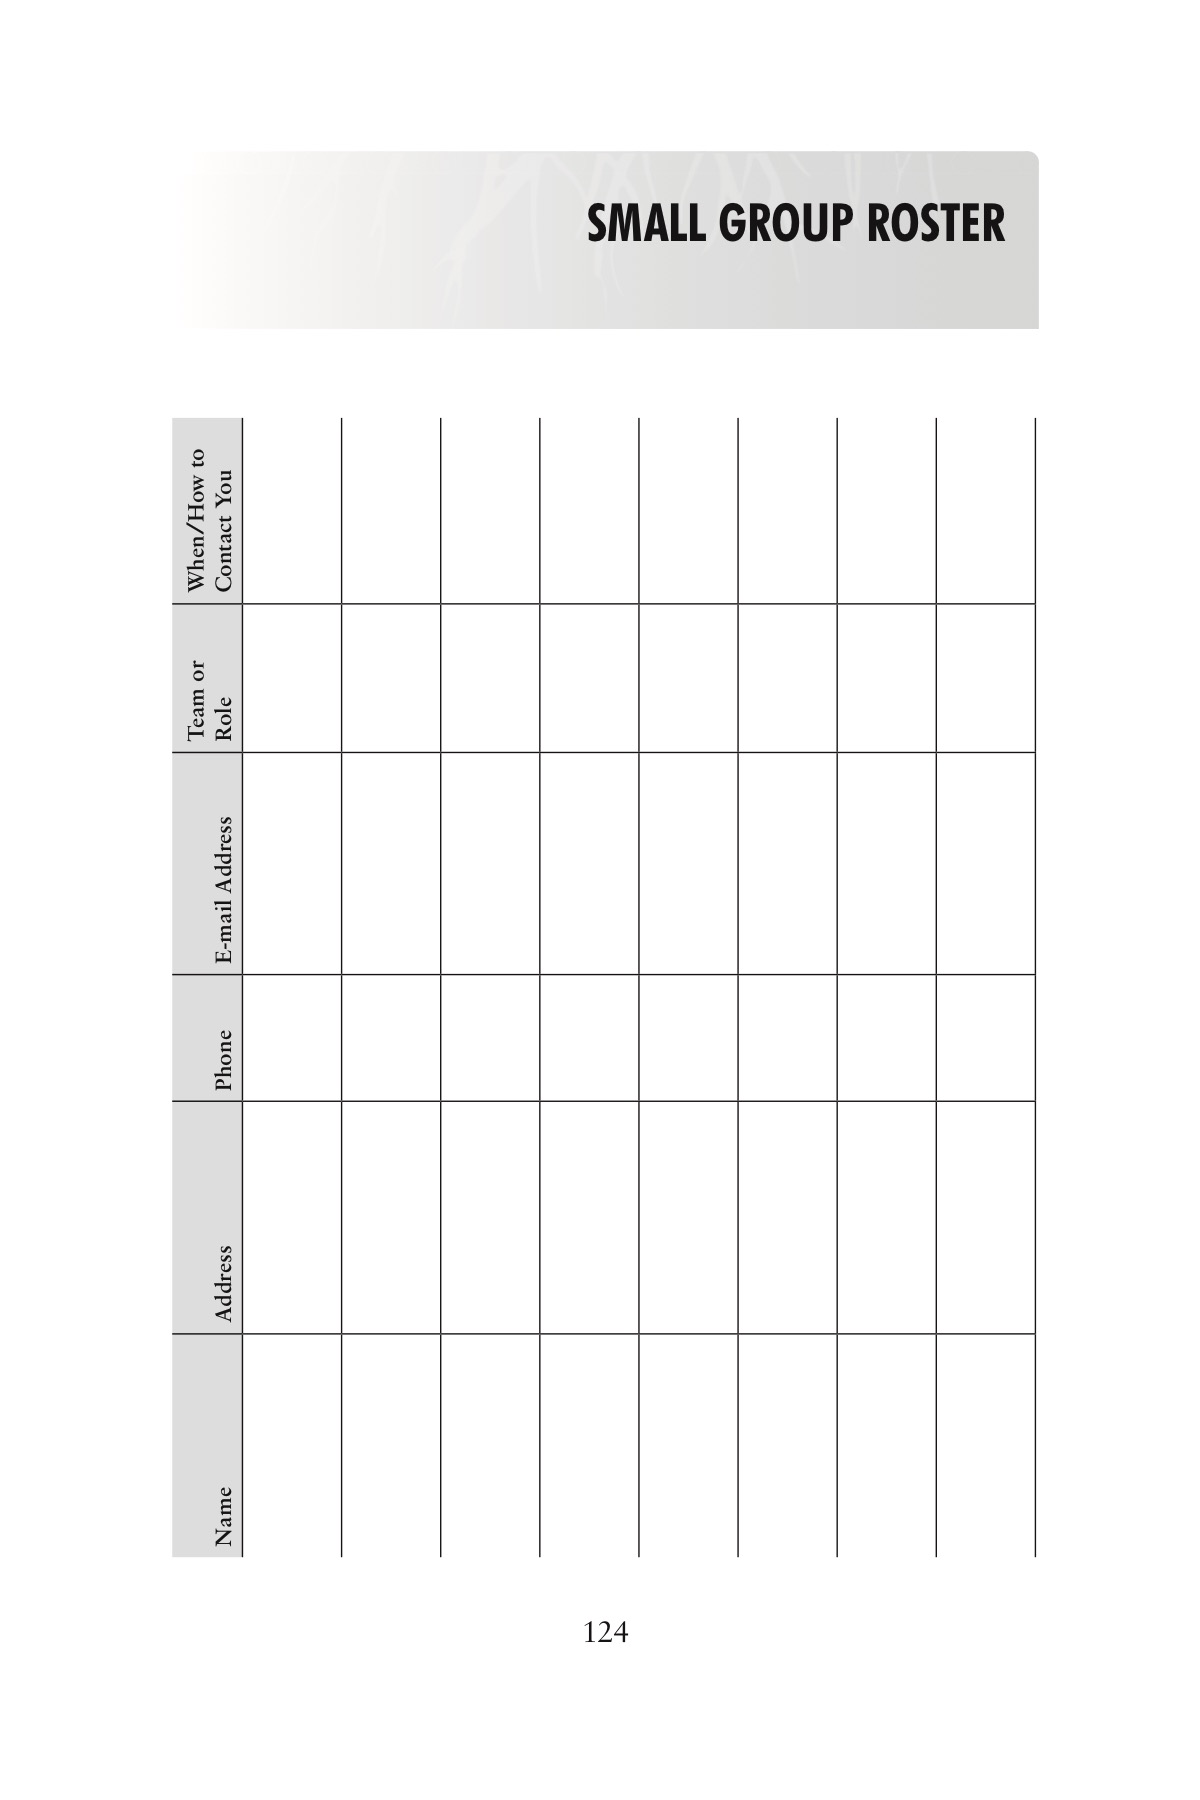 SMALL GROUP ROSTER
Name
Address
Phone
E-mail Address
Team or
Role
When/How to
Contact You
124